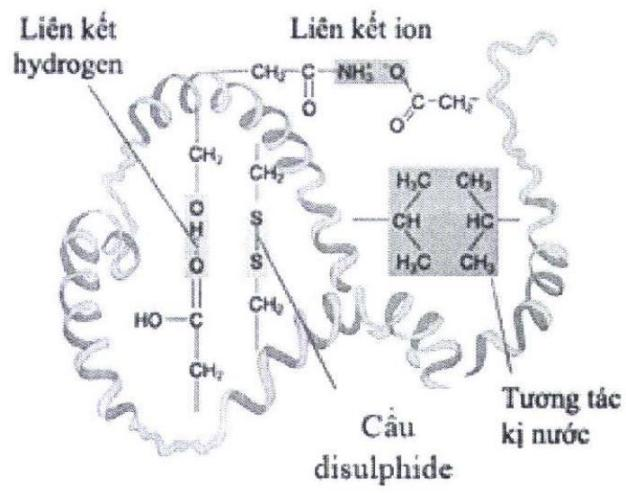 Liên kết
hydrogen
Liên kết ion
CH₂ C NH₃⁺ O⁻
O
C-CH₂
O
CH₂
CH₂
O
H
O
HO C
CH₂
S
S
CH₂
H₃C CH₃
CH HC
H₃C CH₃
Cầu
disulphide
Tương tác
kị nước